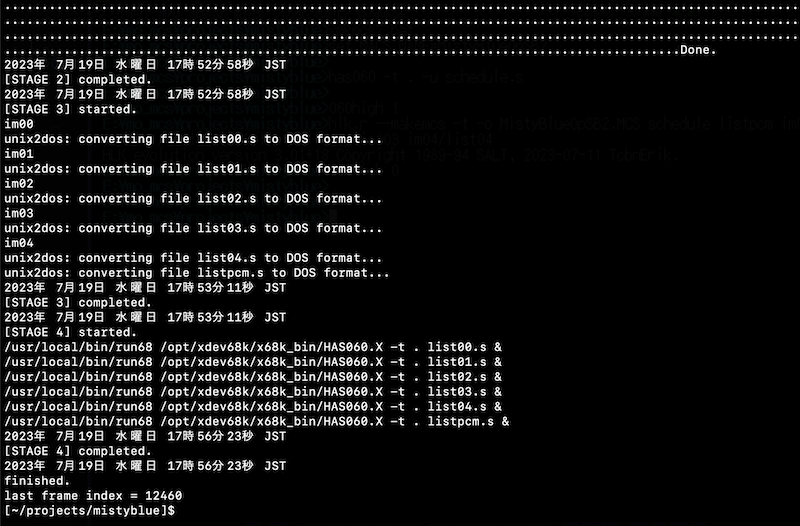 Done.
2023年 7月19日 水曜日 17時52分58秒 JST
[STAGE 2] completed.
2023年 7月19日 水曜日 17時52分58秒 JST
[STAGE 3] started.
im00
unix2dos: converting file list00.s to DOS format...
im01
unix2dos: converting file list01.s to DOS format...
im02
unix2dos: converting file list02.s to DOS format...
im03
unix2dos: converting file list03.s to DOS format...
im04
unix2dos: converting file list04.s to DOS format...
unix2dos: converting file listpcm.s to DOS format...
2023年 7月19日 水曜日 17時53分11秒 JST
[STAGE 3] completed.
2023年 7月19日 水曜日 17時53分11秒 JST
[STAGE 4] started.
/usr/local/bin/run68 /opt/xdev68k/x68k_bin/HAS060.X -t . list00.s &
/usr/local/bin/run68 /opt/xdev68k/x68k_bin/HAS060.X -t . list01.s &
/usr/local/bin/run68 /opt/xdev68k/x68k_bin/HAS060.X -t . list02.s &
/usr/local/bin/run68 /opt/xdev68k/x68k_bin/HAS060.X -t . list03.s &
/usr/local/bin/run68 /opt/xdev68k/x68k_bin/HAS060.X -t . list04.s &
/usr/local/bin/run68 /opt/xdev68k/x68k_bin/HAS060.X -t . listpcm.s &
2023年 7月19日 水曜日 17時56分23秒 JST
[STAGE 4] completed.
2023年 7月19日 水曜日 17時56分23秒 JST
finished.
last frame index = 12460
[~/projects/mistyblue]$